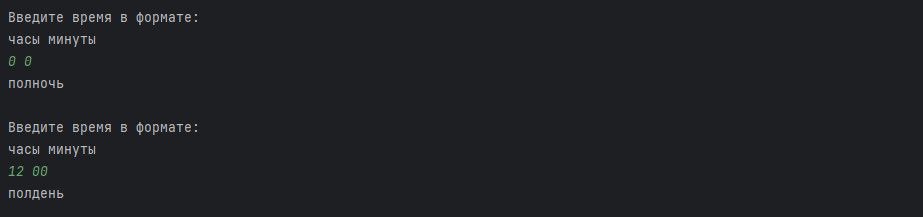 Введите время в формате:
часы минуты
0 0
полночь
Введите время в формате:
часы минуты
12 00
полдень